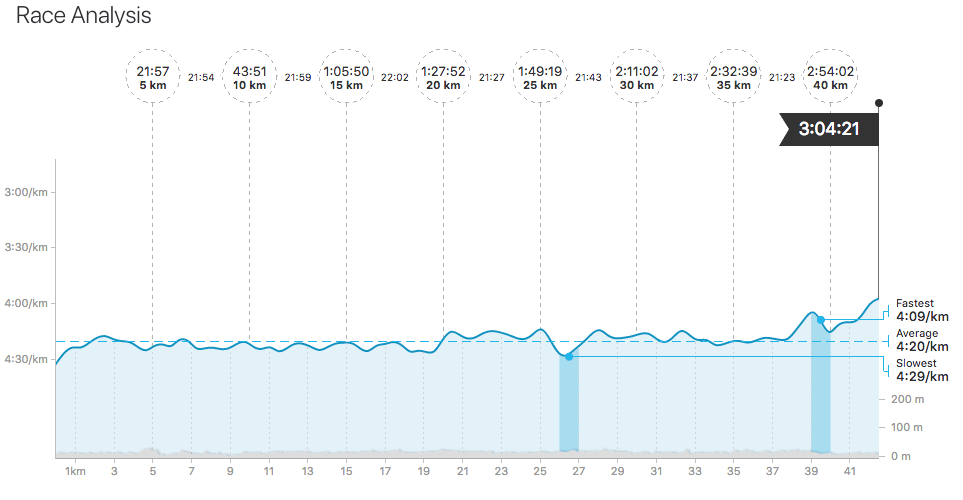 Race Analysis
21:57 21:54 43:51 21:59 1:05:50 22:02 1:27:52 21:27 1:49:19 21:43 2:11:02 21:37 2:32:39 21:23 2:54:02
5 km 10 km 15 km 20 km 25 km 30 km 35 km 40 km
3:04:21
3:00/km
3:30/km
4:00/km
4:30/km
Fastest
4:09/km
Average
4:20/km
Slowest
4:29/km
200 m
100 m
0 m
1km 3 5 7 9 11 13 15 17 19 21 23 25 27 29 31 33 35 37 39 41